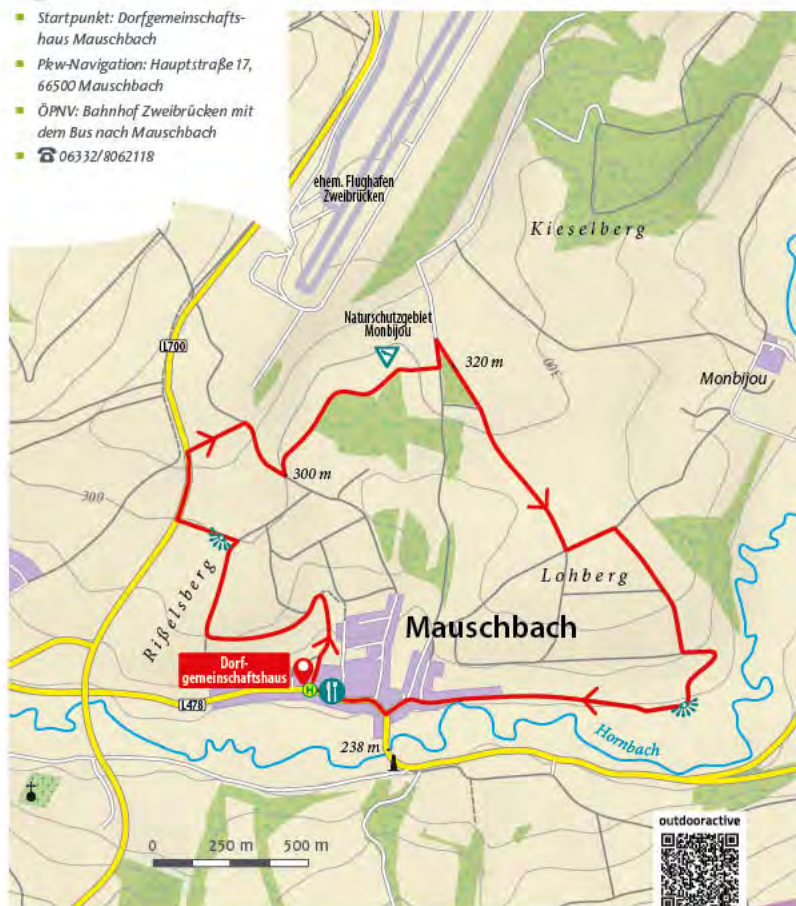 Startpunkt: Dorfgemeinschafts-
haus Mauschbach
Pkw-Navigation: Hauptstraße 17,
66500 Mauschbach
ÖPNV: Bahnhof Zweibrücken mit
dem Bus nach Mauschbach
☎ 06332/8062118
ehem. Flughafen
Zweibrücken
Kieselberg
Naturschutzgebiet
Monbijou
L700
320 m
300
Monbijou
300 m
300
Rißelsberg
Lohberg
Mauschbach
Dorf-
gemeinschaftshaus
H
L478
Hornbach
238 m
0 250 m 500 m
outdooractive